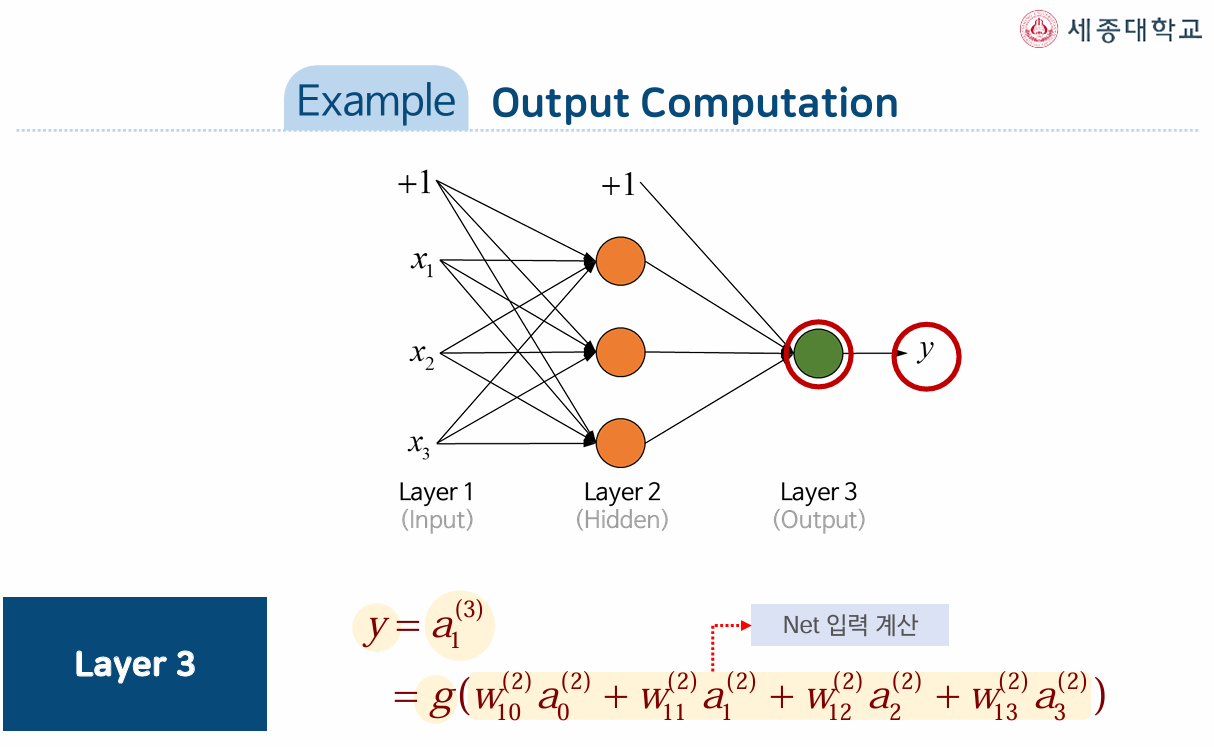 세종대학교
Example Output Computation
+1 +1
x₁
x₂ y
x₃
Layer 1 Layer 2 Layer 3
(Input) (Hidden) (Output)
y = a₁⁽³⁾
Net 입력 계산
Layer 3
= g(w₁₀⁽²⁾ a₀⁽²⁾ + w₁₁⁽²⁾ a₁⁽²⁾ + w₁₂⁽²⁾ a₂⁽²⁾ + w₁₃⁽²⁾ a₃⁽²⁾)